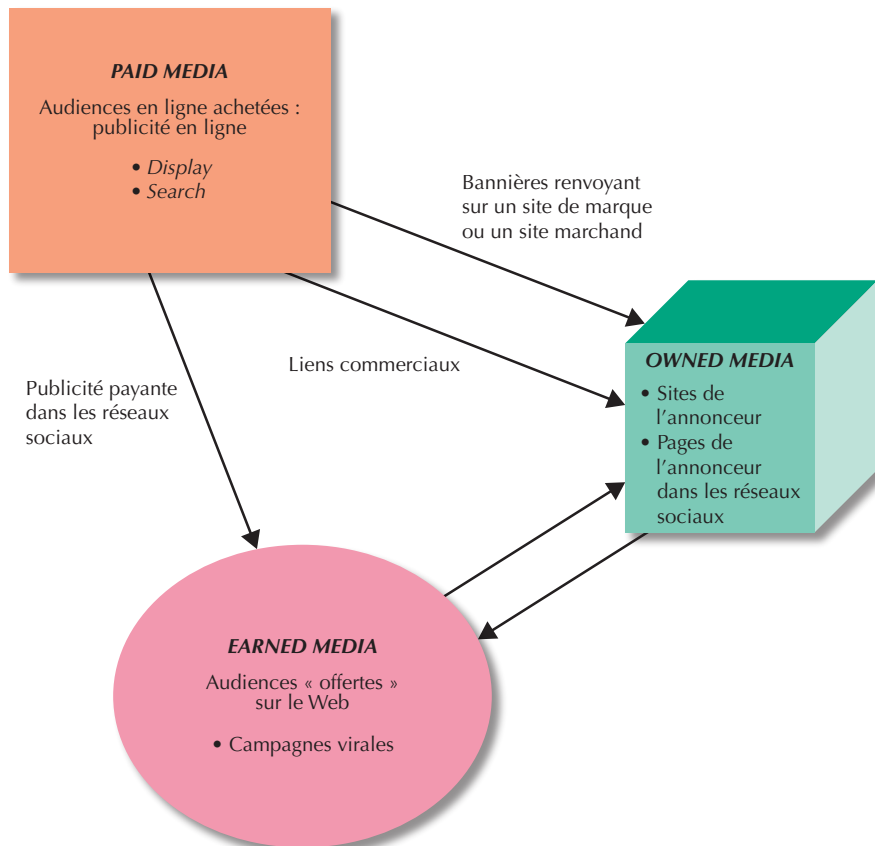 PAID MEDIA
Audiences en ligne achetées :
publicité en ligne
• Display
• Search
Bannières renvoyant
sur un site de marque
ou un site marchand
Liens commerciaux
Publicité payante
dans les réseaux
sociaux
OWNED MEDIA
• Sites de
l’annonceur
• Pages de
l’annonceur
dans les réseaux
sociaux
EARNED MEDIA
Audiences « offertes »
sur le Web
• Campagnes virales